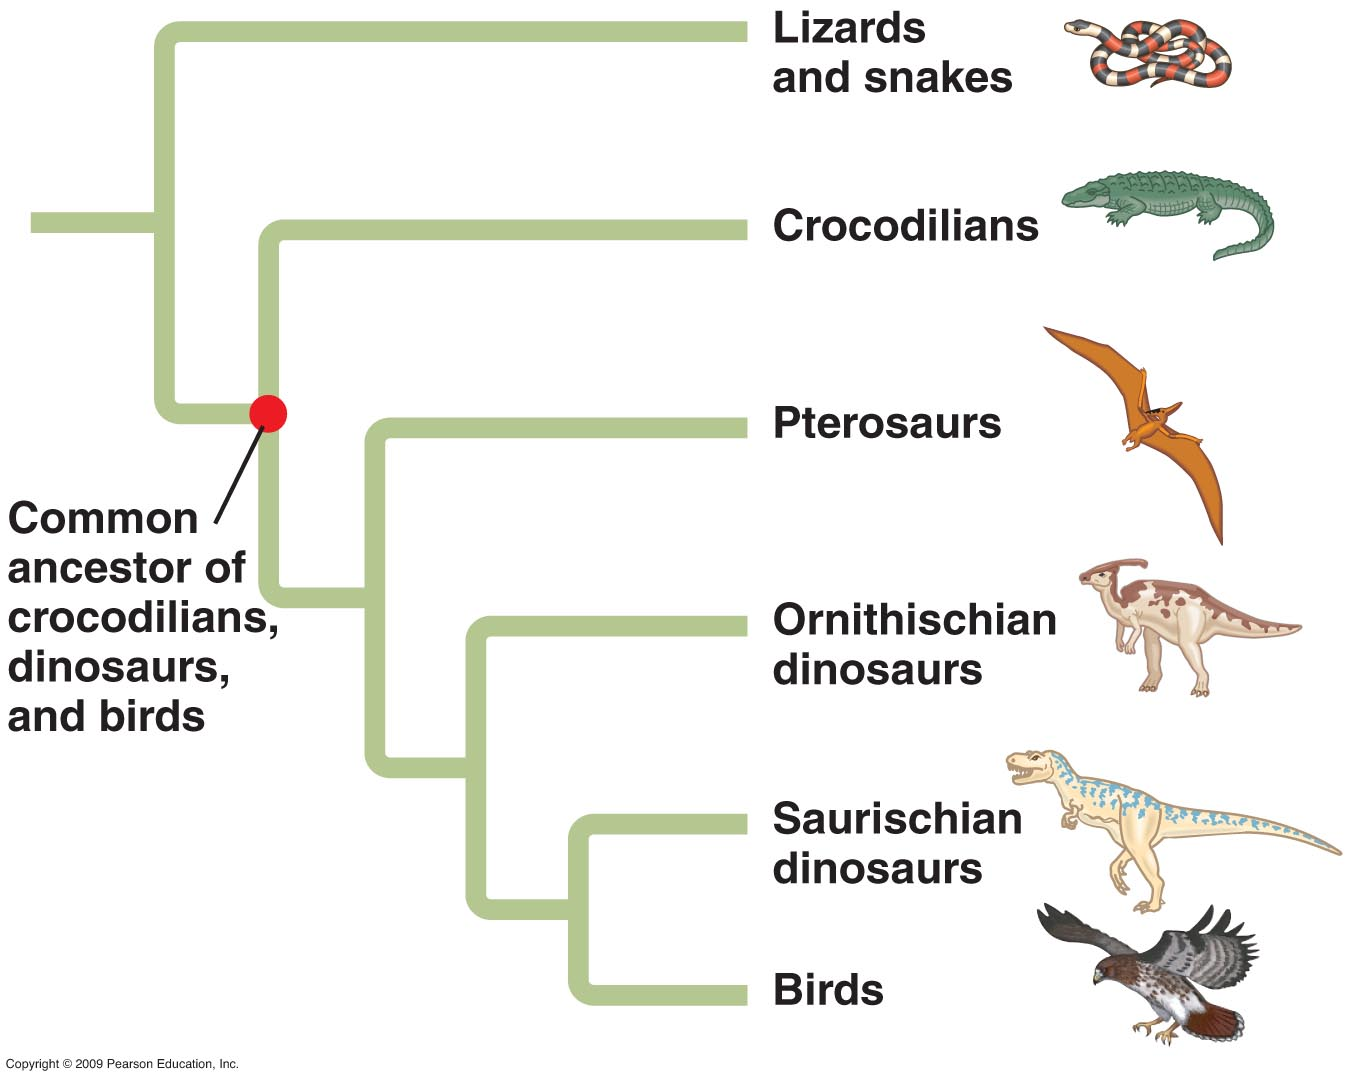 Lizards
and snakes
Crocodilians
Pterosaurs
Common
ancestor of
crocodilians,
dinosaurs,
and birds
Ornithischian
dinosaurs
Saurischian
dinosaurs
Birds
Copyright © 2009 Pearson Education, Inc.